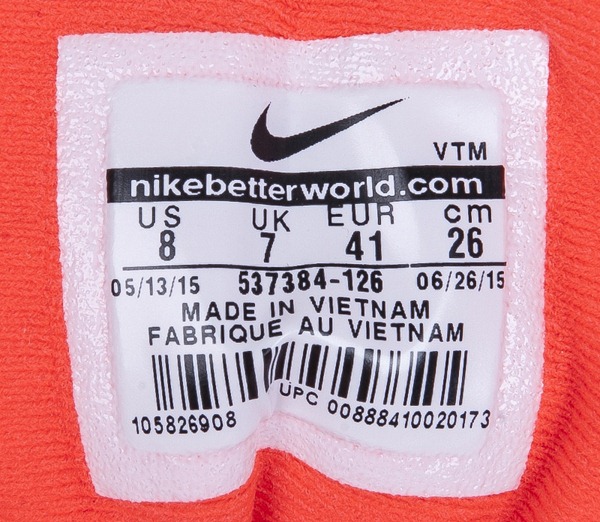 VTM
nikebetterworld.com
US UK EUR cm
8 7 41 26
05/13/15 537384-126 06/26/15
MADE IN VIETNAM
FABRIQUE AU VIETNAM
105826908 UPC 00888410020173